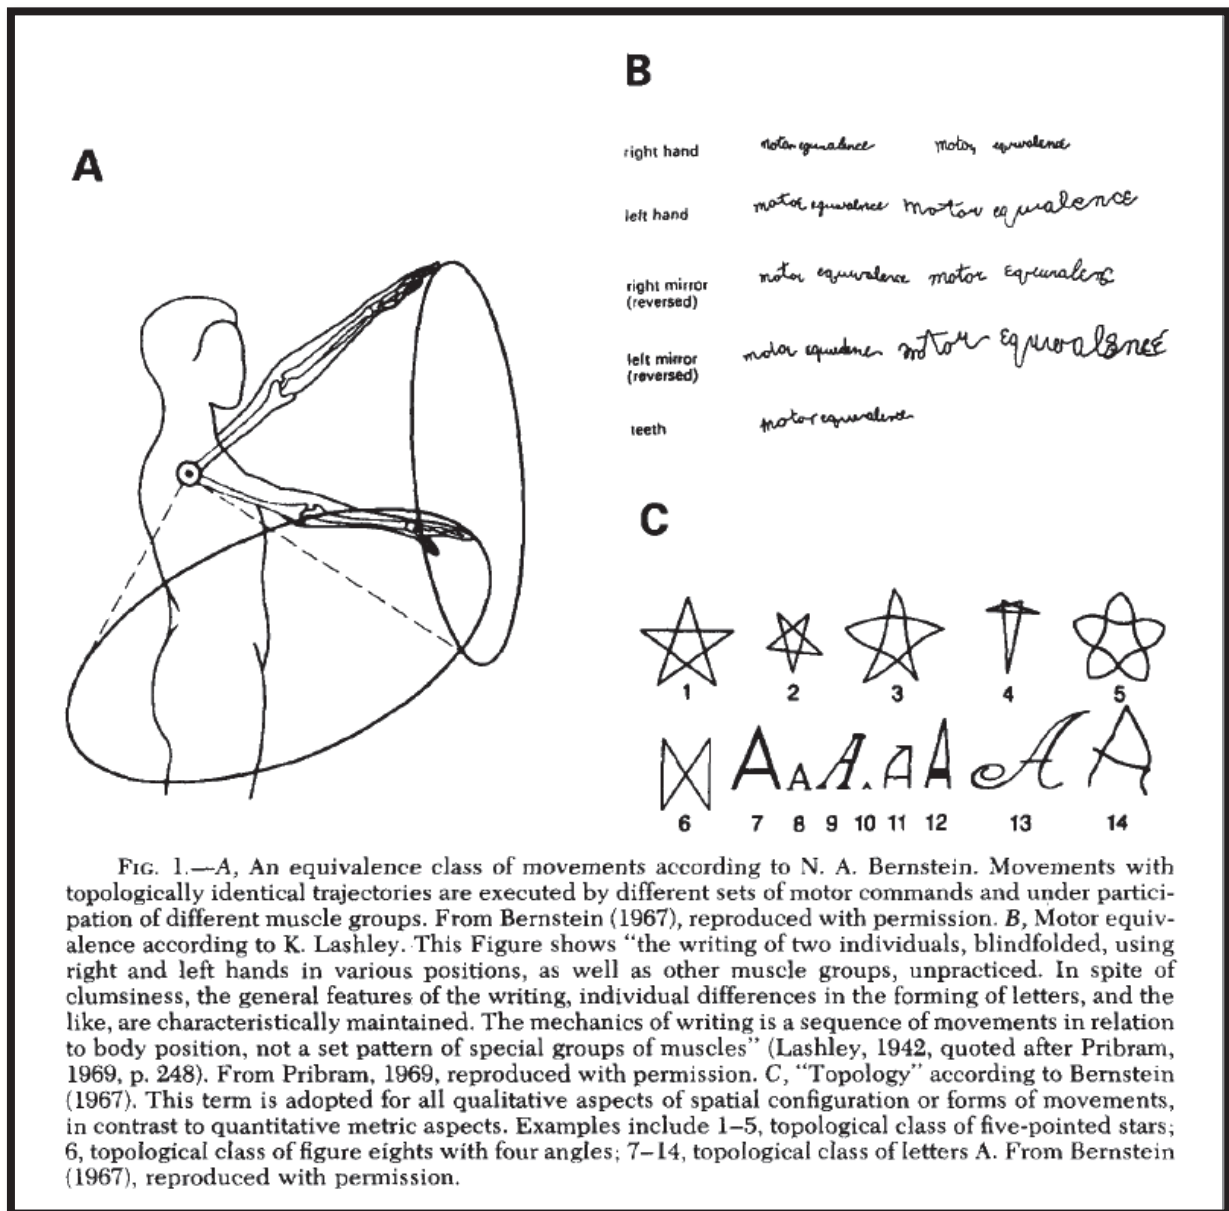 A
B
right hand
motor equivalence motor equivalence
left hand
motor equivalence motor equivalence
right mirror
(reversed)
motor equivalence motor
left mirror
(reversed)
motor motor Equivalence
teeth
motor equivalence
C
1 2 3 4 5
6 7 8 9 10 11 12 13 14
FIG. 1.—A, An equivalence class of movements according to N. A. Bernstein. Movements with
topologically identical trajectories are executed by different sets of motor commands and under partici-
pation of different muscle groups. From Bernstein (1967), reproduced with permission. B, Motor equiv-
alence according to K. Lashley. This Figure shows “the writing of two individuals, blindfolded, using
right and left hands in various positions, as well as other muscle groups, unpracticed. In spite of
clumsiness, the general features of the writing, individual differences in the forming of letters, and the
like, are characteristically maintained. The mechanics of writing is a sequence of movements in relation
to body position, not a set pattern of special groups of muscles” (Lashley, 1942, quoted after Pribram,
1969, p. 248). From Pribram, 1969, reproduced with permission. C, “Topology” according to Bernstein
(1967). This term is adopted for all qualitative aspects of spatial configuration or forms of movements,
in contrast to quantitative metric aspects. Examples include 1–5, topological class of five-pointed stars;
6, topological class of figure eights with four angles; 7–14, topological class of letters A. From Bernstein
(1967), reproduced with permission.